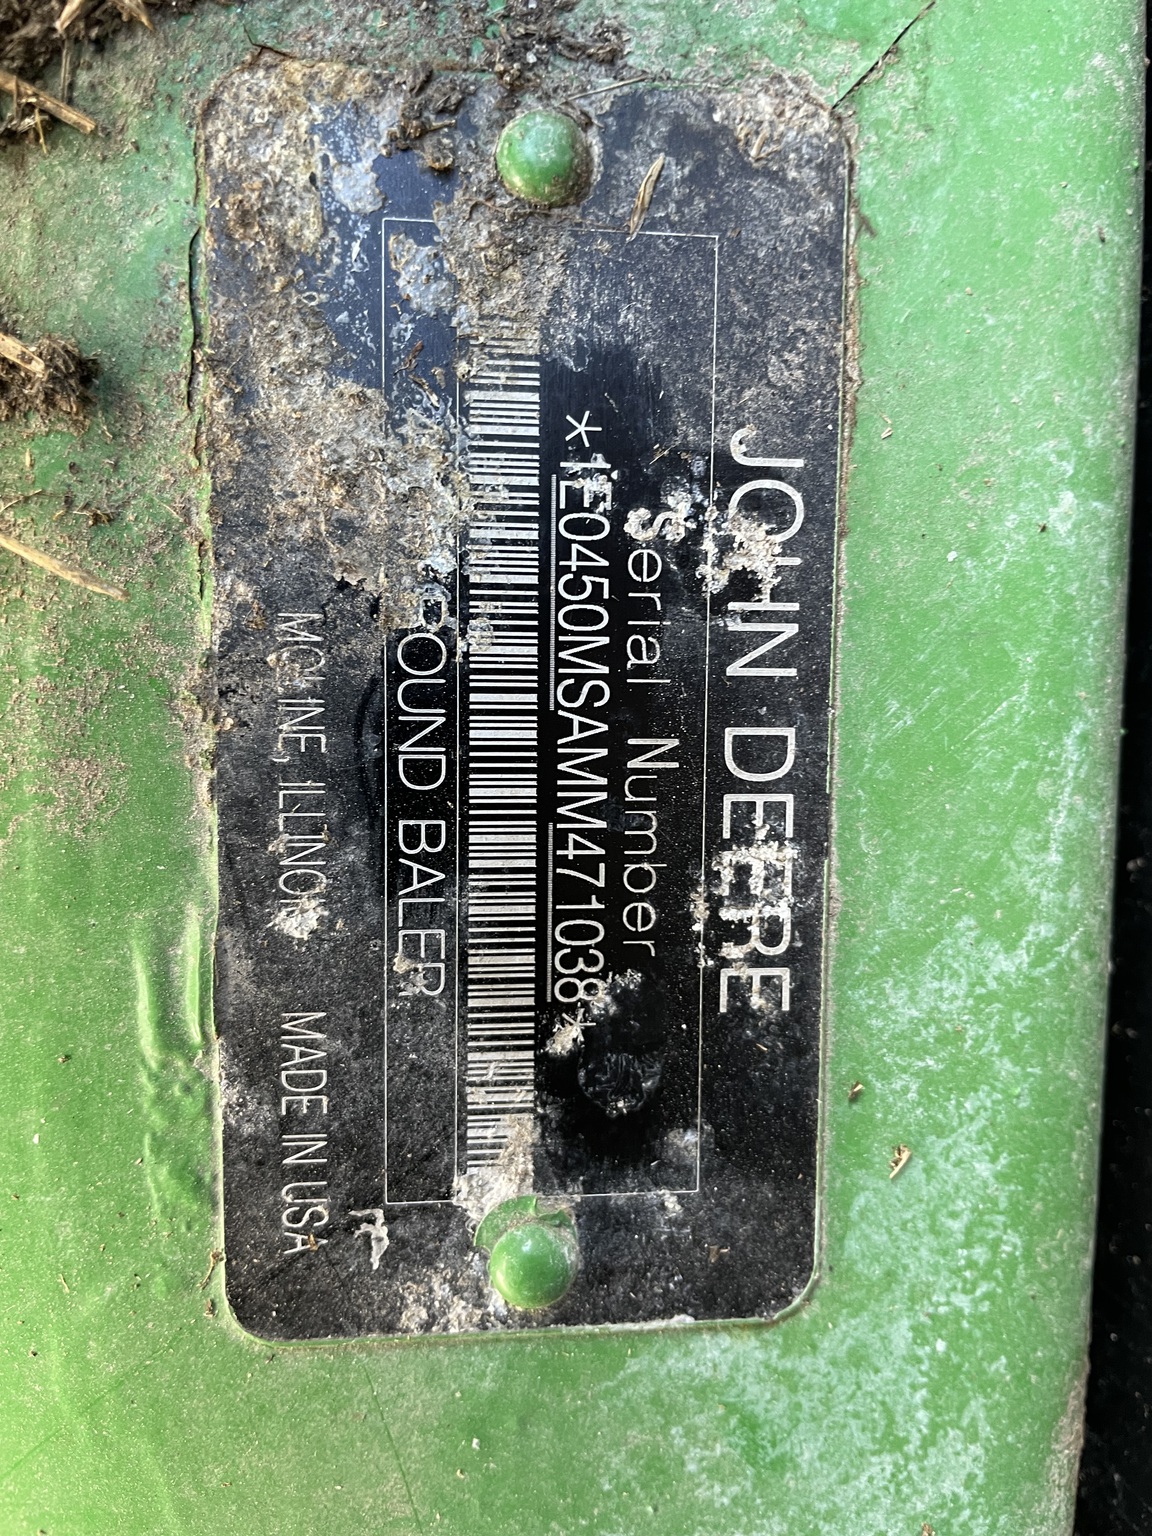 JOHN DEERE
Serial Number
*1E0450MSAMM471038*
ROUND BALER
MOLINE, ILLINOIS MADE IN USA